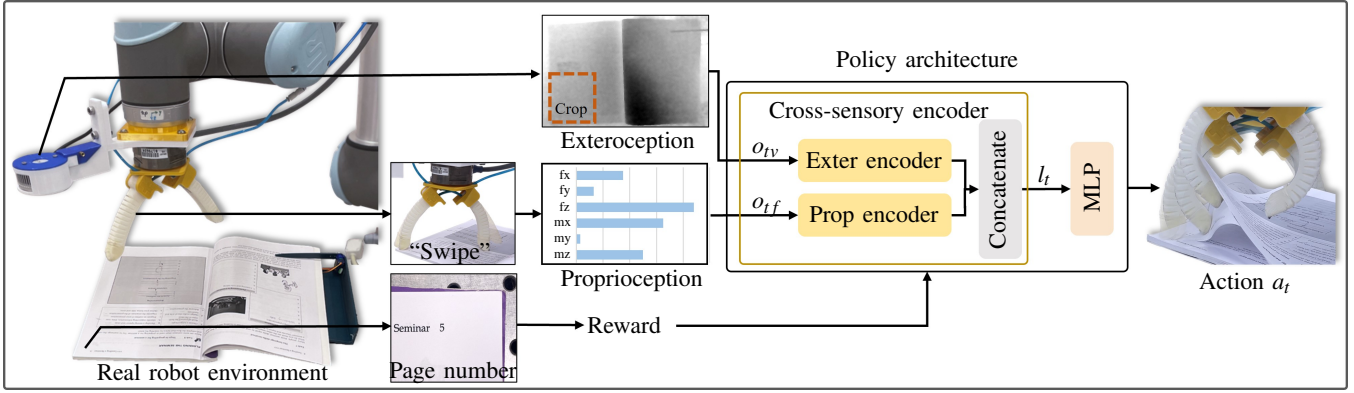 Crop
Exteroception
Policy architecture
Cross-sensory encoder
o_tv
Exter encoder
o_tf
Prop encoder
Concatenate
l_t
MLP
fx
fy
fz
mx
my
mz
"Swipe"
Proprioception
Action a_t
Seminar 5
Page number
Reward
Real robot environment